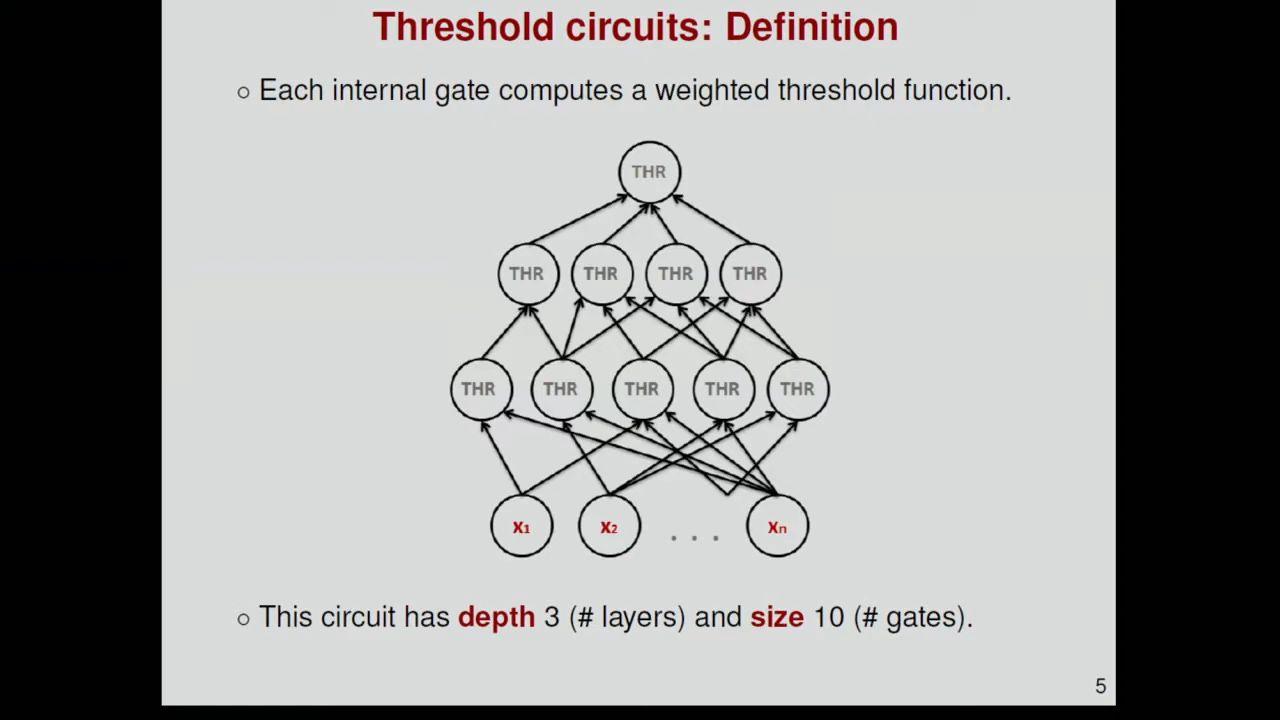 Threshold circuits: Definition
○ Each internal gate computes a weighted threshold function.
THR
THR THR THR THR
THR THR THR THR THR
x1 x2 . . . xn
○ This circuit has depth 3 (# layers) and size 10 (# gates).
5